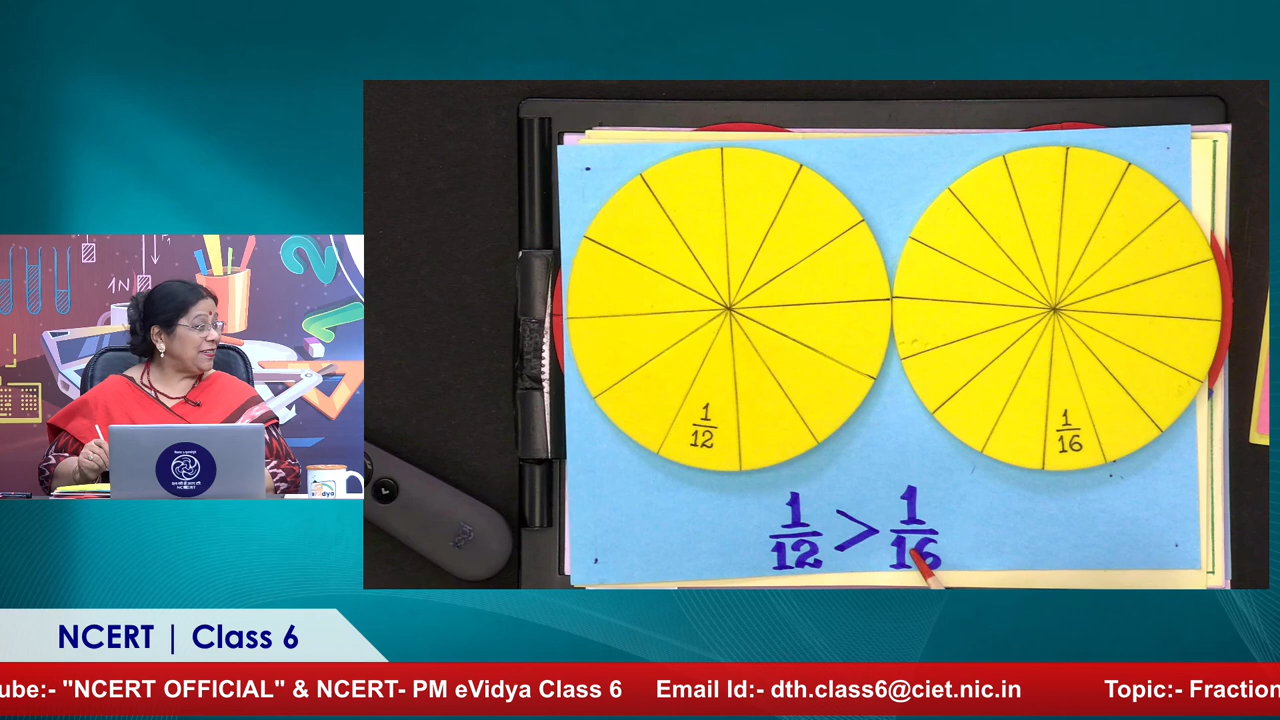 1N
1/12
1/16
1/12 > 1/16
NCERT | Class 6
ube:- "NCERT OFFICIAL" & NCERT- PM eVidya Class 6 Email Id:- dth.class6@ciet.nic.in Topic:- Fraction